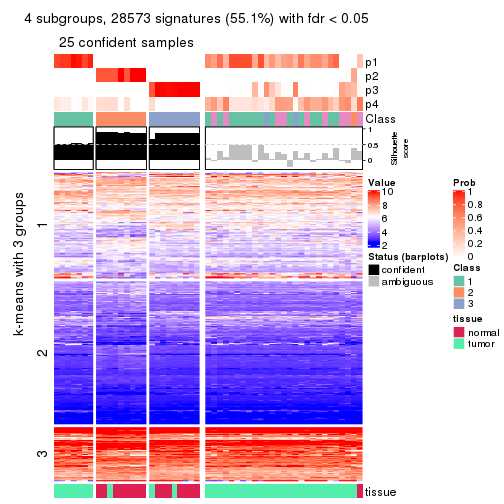 4 subgroups, 28573 signatures (55.1%) with fdr < 0.05
25 confident samples
p1
p2
p3
p4
Class
1
0.5
0
Silhouette
score
k-means with 3 groups
1
2
3
tissue
Value
10
8
6
4
2
Status (barplots)
confident
ambiguous
Prob
1
0.8
0.6
0.4
0.2
0
Class
1
2
3
tissue
normal
tumor